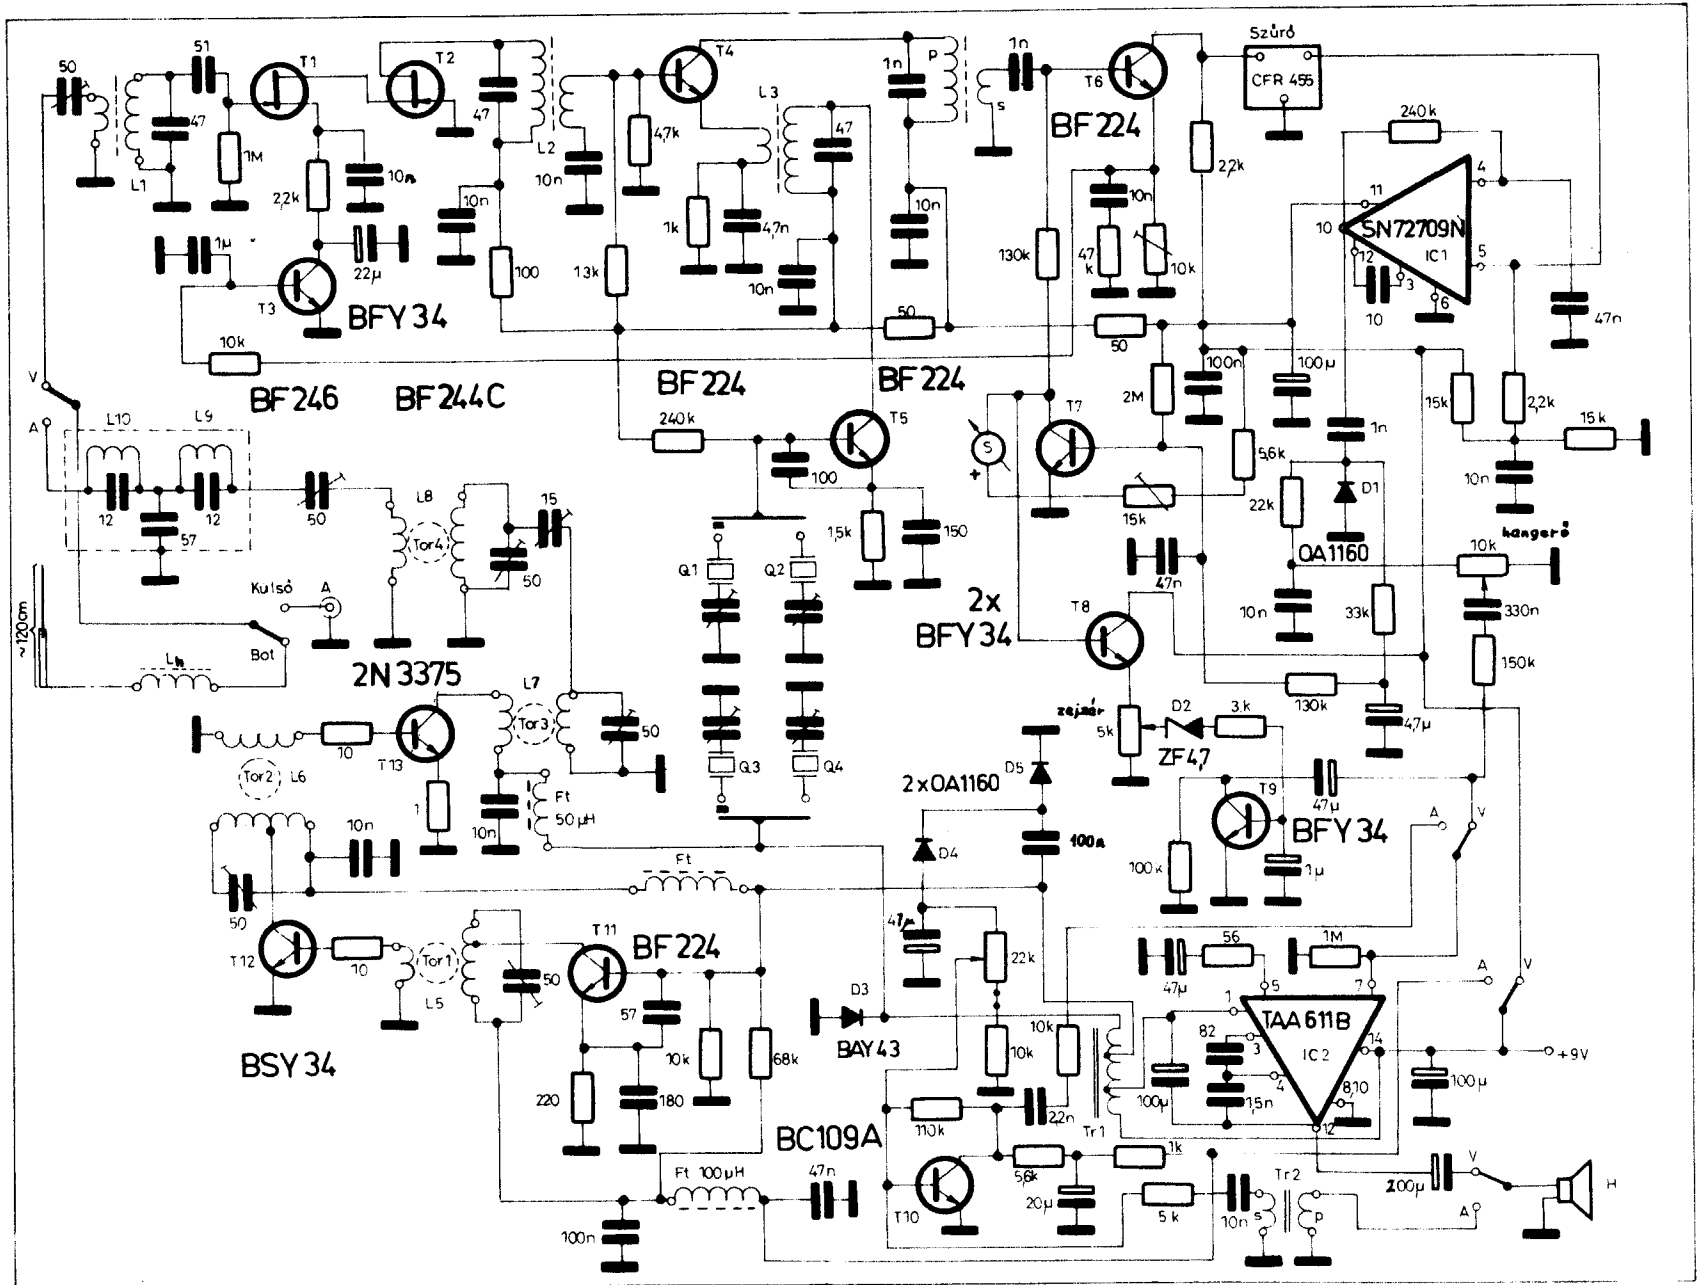 50
51
T1
T2
47
L1
1M
2,2k
10n
1µ
22µ
T3
BFY34
10k
47
L2
10n
10n
100
T4
4,7k
L3
47
1k
4,7n
10n
13k
1n
p
s
1n
10n
50
T6
BF224
130k
10n
47
k
10k
2,2k
50
Szűrő
CFR 455
240k
4
11
10
SN72709N
IC1
12
3
5
6
10
47n
BF246
BF244C
BF224
BF224
V
A
L10
L9
12
12
57
50
L8
Tor4
15
50
240k
T5
100
1,5k
150
S
+
T7
2M
100n
100µ
5,6k
15k
47n
15k
2,2k
15k
1n
22k
D1
OA1160
10n
10n
hangerő
10k
330n
150k
33k
130k
4,7µ
~120cm
Kulső
A
Bot
Lh
2N3375
L7
Tor3
50
Q1
Q2
Q3
Q4
2x
BFY34
T8
zajzár
5k
D2
ZF4,7
3k
Tor2
L6
10
T13
1
10n
Ft
50µH
10n
D5
2xOA1160
D4
100n
T9
47µ
BFY34
100k
1µ
A
V
50
Ft
T12
10
Tor1
L5
50
T11
BF224
57
10k
68k
220
180
BSY34
47µ
22k
D3
BAY43
10k
10k
110k
2,2n
Tr1
56
47µ
1M
1
5
7
TAA611B
82
3
IC2
14
4
8,10
1,5n
100µ
12
A
V
+9V
100µ
BC109A
Ft 100µH
47n
100n
T10
5,6k
1k
20µ
5k
10n
Tr2
s
p
200µ
V
A
H